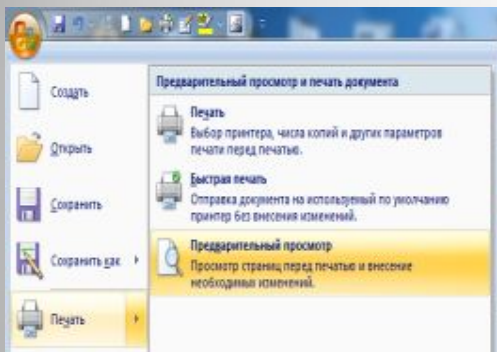 Создать
Открыть
Сохранить
Сохранить как
Печать
Предварительный просмотр и печать документа
Печать
Выбор принтера, числа копий и других параметров
печати перед печатью.
Быстрая печать
Отправка документа на используемый по умолчанию
принтер без внесения изменений.
Предварительный просмотр
Просмотр страниц перед печатью и внесение
необходимых изменений.